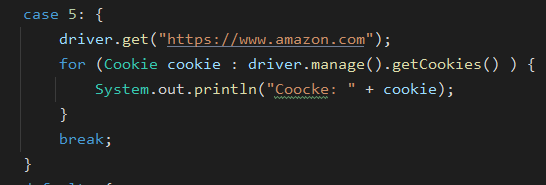 case 5: {
driver.get("https://www.amazon.com");
for (Cookie cookie : driver.manage().getCookies() ) {
System.out.println("Coocke: " + cookie);
}
break;
}